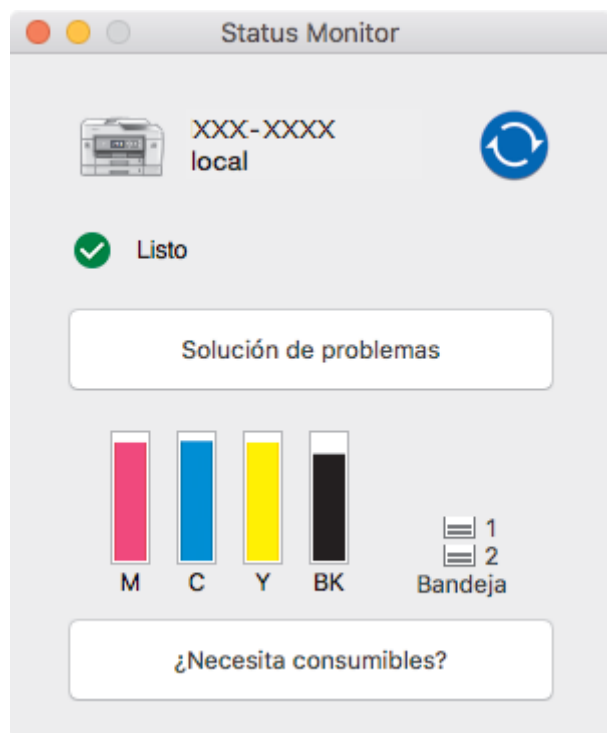 Status Monitor
XXX-XXXX
local
Listo
Solución de problemas
M C Y BK
1
2
Bandeja
¿Necesita consumibles?